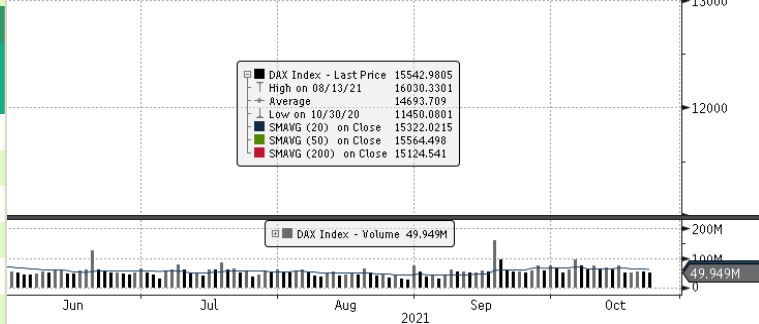 13000
DAX Index - Last Price 15542.9805
High on 08/13/21 16030.3301
Average 14693.709
Low on 10/30/20 11450.0801
SMAVG (20) on Close 15322.0215
SMAVG (50) on Close 15564.498
SMAVG (200) on Close 15124.541
12000
DAX Index - Volume 49.949M
200M
100M
49.949M
0
Jun Jul Aug Sep Oct
2021